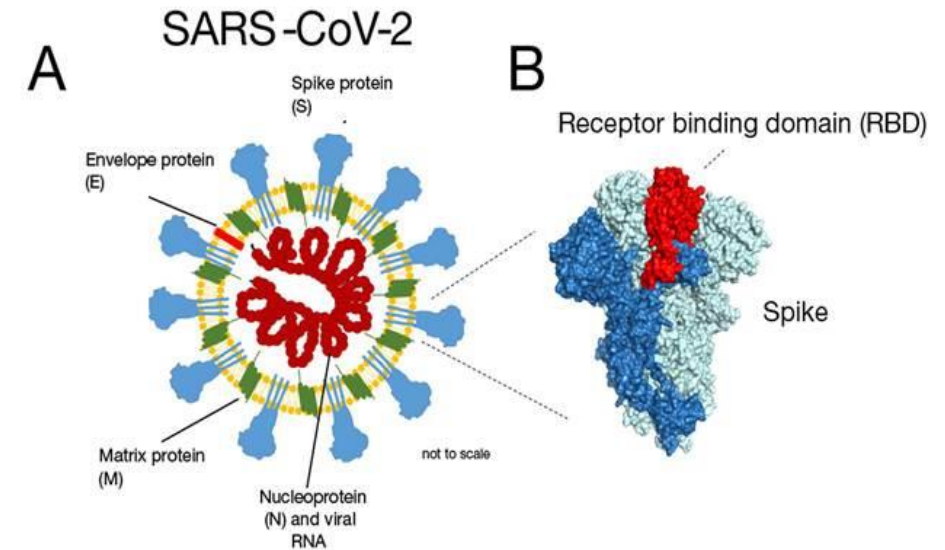 SARS-CoV-2
A
B
Spike protein
(S)
Receptor binding domain (RBD)
Envelope protein
(E)
Spike
Matrix protein
(M)
not to scale
Nucleoprotein
(N) and viral
RNA